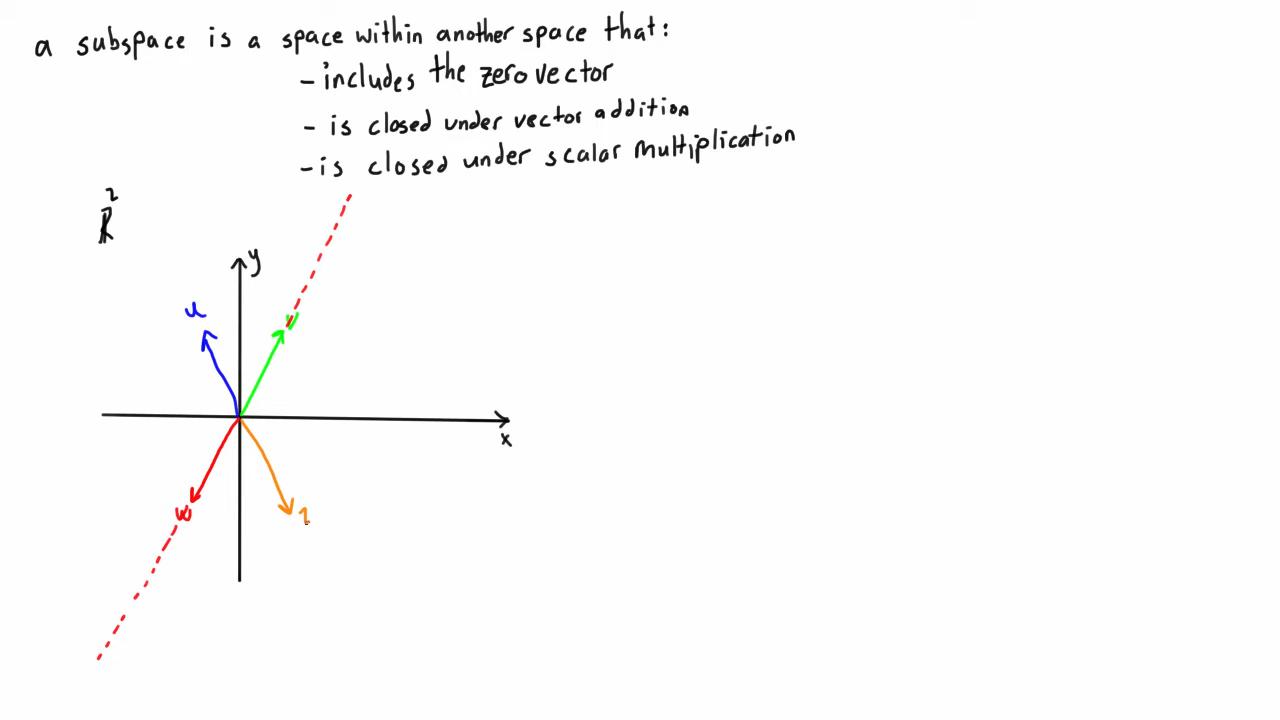 a subspace is a space within another space that:
- includes the zero vector
- is closed under vector addition
- is closed under scalar multiplication
R²
y
u
x
w